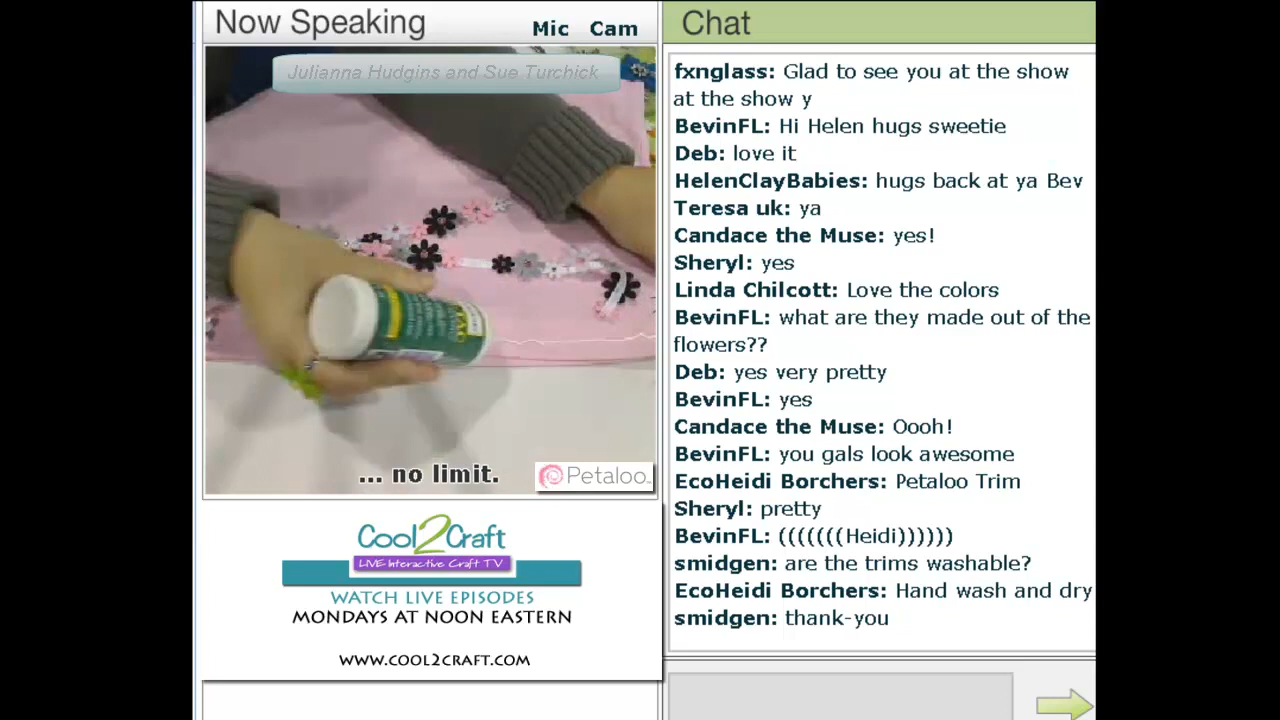 Now Speaking
Mic Cam
Julianna Hudgins and Sue Turchick
... no limit.
Petaloo
Cool2Craft
LIVE Interactive Craft TV
WATCH LIVE EPISODES
MONDAYS AT NOON EASTERN
WWW.COOL2CRAFT.COM
Chat
fxnglass: Glad to see you at the show
at the show y
BevinFL: Hi Helen hugs sweetie
Deb: love it
HelenClayBabies: hugs back at ya Bev
Teresa uk: ya
Candace the Muse: yes!
Sheryl: yes
Linda Chilcott: Love the colors
BevinFL: what are they made out of the
flowers??
Deb: yes very pretty
BevinFL: yes
Candace the Muse: Oooh!
BevinFL: you gals look awesome
EcoHeidi Borchers: Petaloo Trim
Sheryl: pretty
BevinFL: (((((((Heidi))))))
smidgen: are the trims washable?
EcoHeidi Borchers: Hand wash and dry
smidgen: thank-you